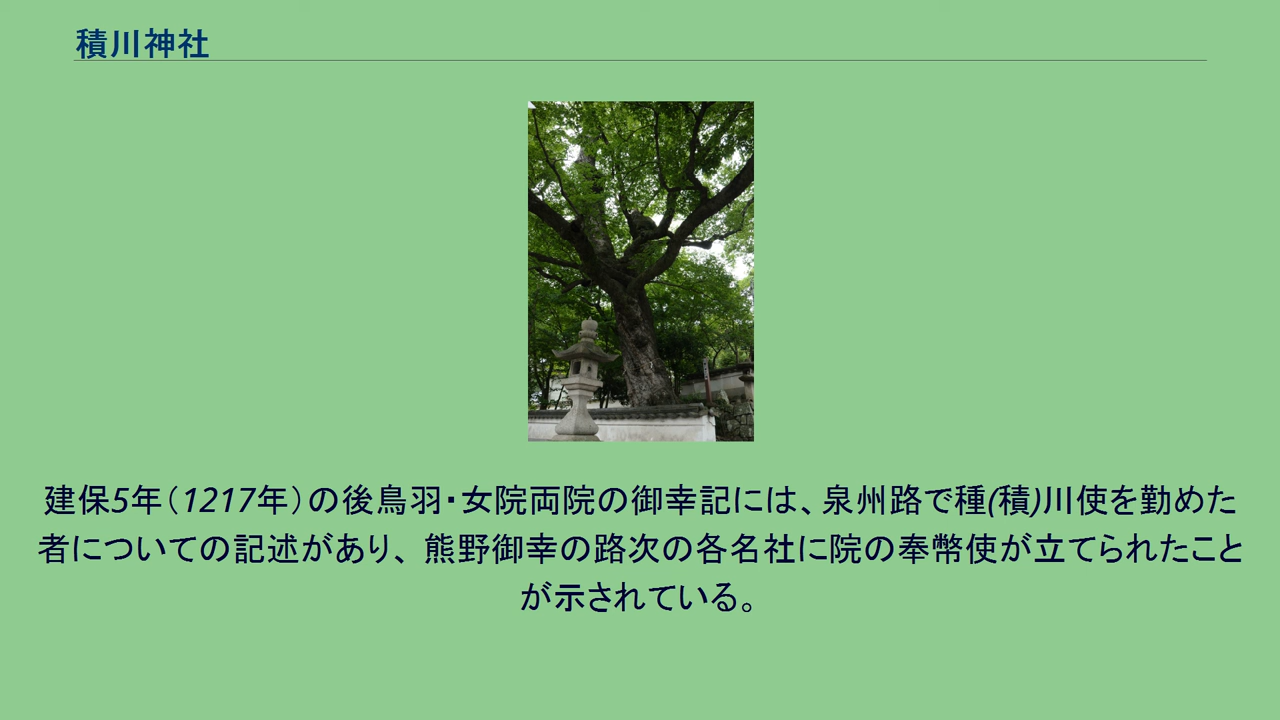 積川神社
建保5年（1217年）の後鳥羽・女院両院の御幸記には、泉州路で種(積)川使を勤めた
者についての記述があり、熊野御幸の路次の各名社に院の奉幣使が立てられたこと
が示されている。